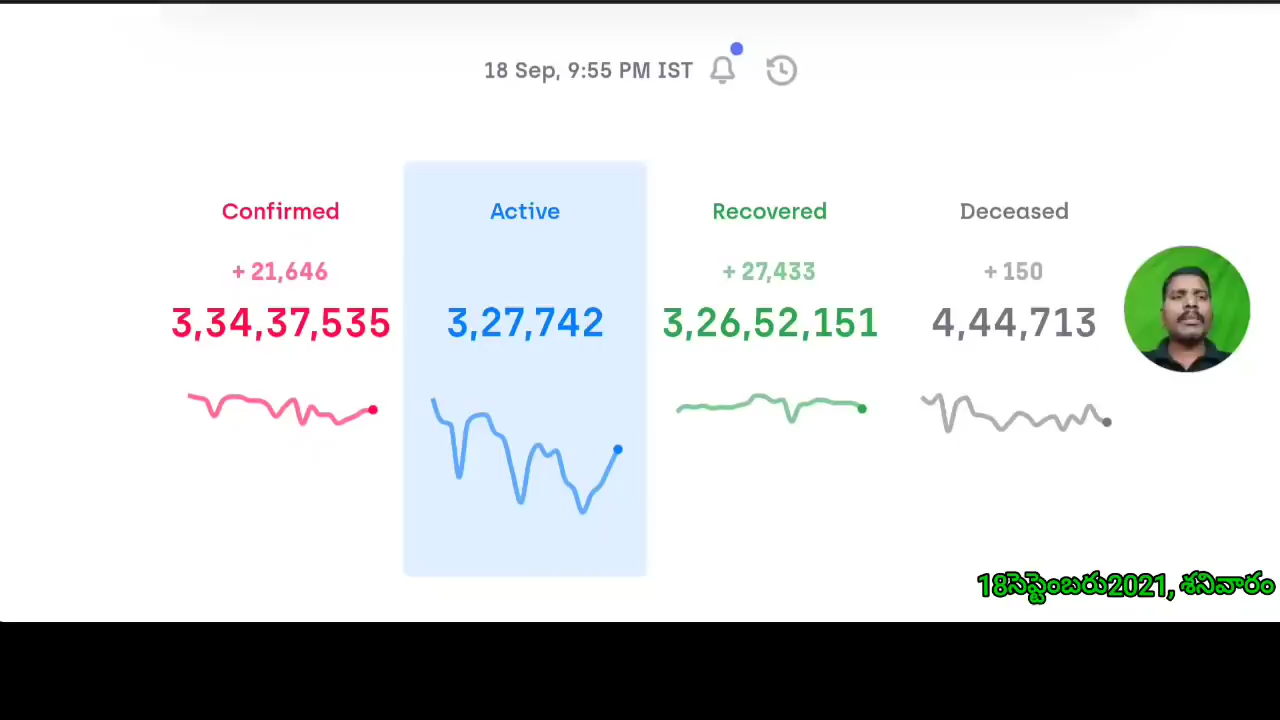 18 Sep, 9:55 PM IST
Confirmed Active Recovered Deceased
+ 21,646 + 27,433 + 150
3,34,37,535 3,27,742 3,26,52,151 4,44,713
18సెప్టెంబరు2021, శనివారం